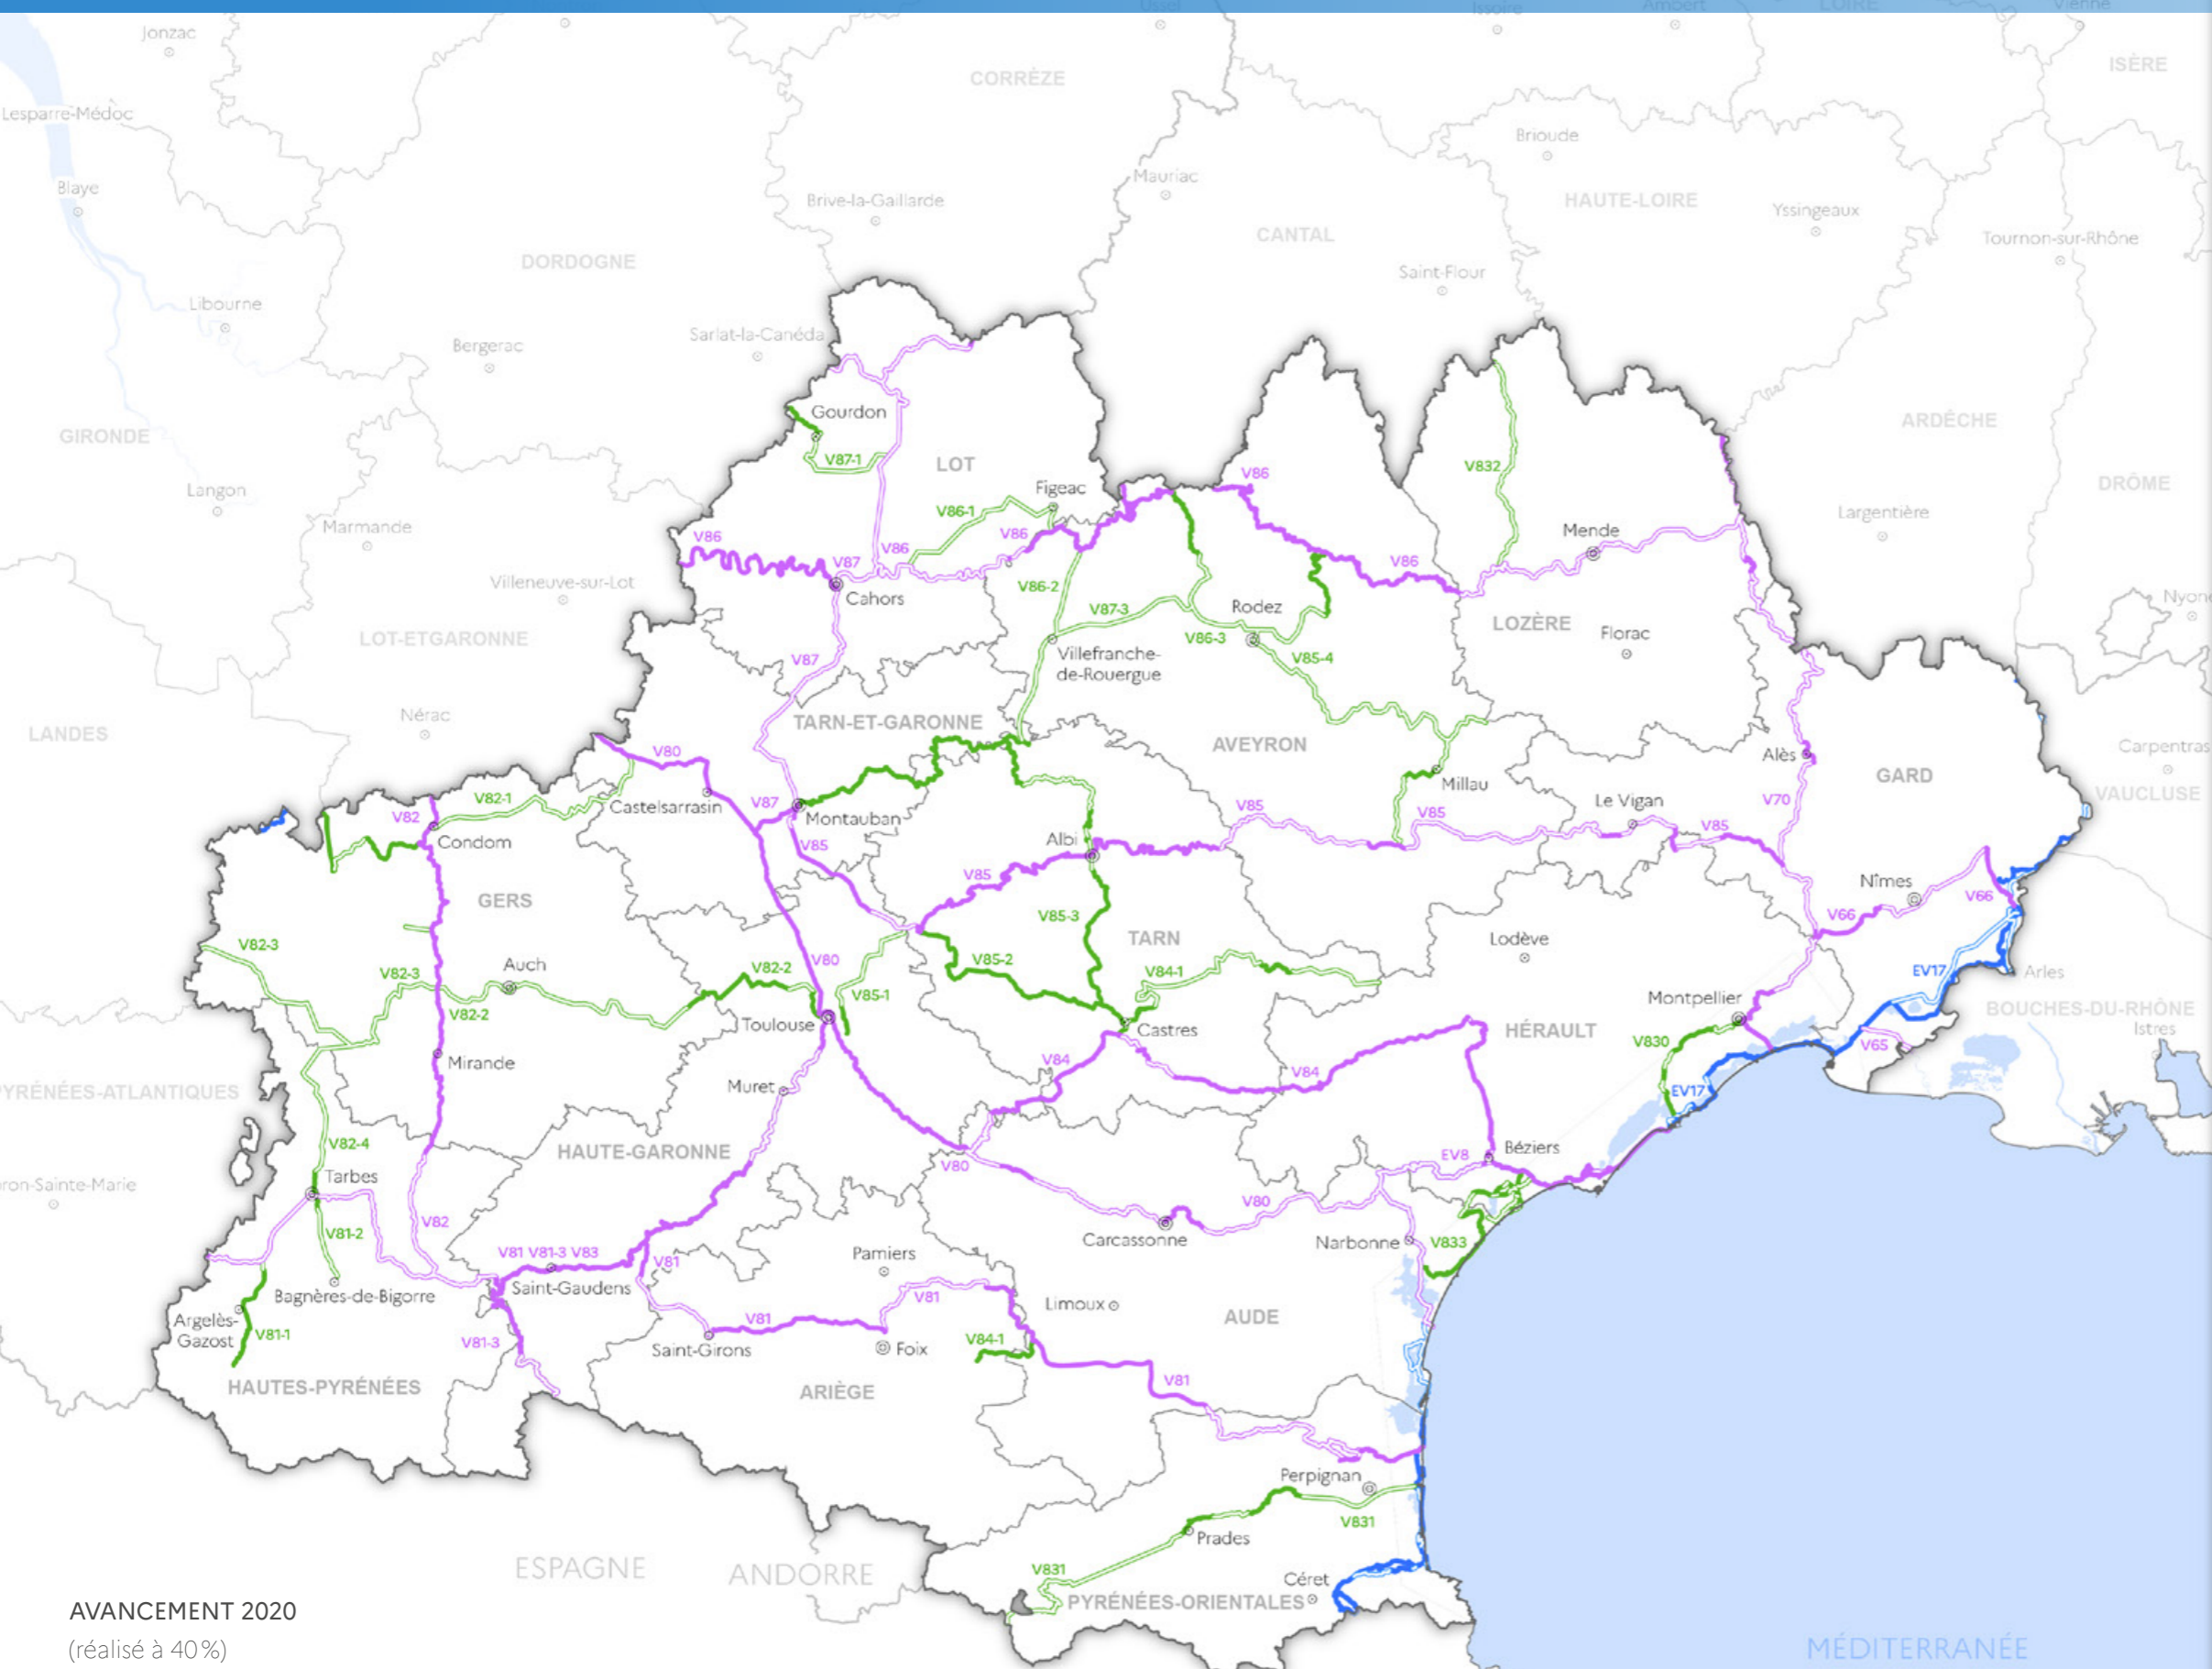 Ussel
Issoire
Ambert
LOIRE
Vienne
Jonzac
CORRÈZE
ISÈRE
Lesparre-Médoc
Brioude
Mauriac
Blaye
Brive-la-Gaillarde
HAUTE-LOIRE
Yssingeaux
CANTAL
Tournon-sur-Rhône
DORDOGNE
Saint-Flour
Libourne
Sarlat-la-Canéda
Bergerac
Gourdon
ARDÈCHE
GIRONDE
V87-1
LOT
V832
V86
DRÔME
Langon
Figeac
V86-1
Largentière
Marmande
Mende
V86
V86
V86
V87
V86
Villeneuve-sur-Lot
V86-2
Cahors
V87-3
Rodez
LOT-ETGARONNE
V86-3
LOZÈRE
Florac
V87
Villefranche-
de-Rouergue
V85-4
Nérac
TARN-ET-GARONNE
LANDES
AVEYRON
V80
Alès
Carpentras
GARD
Millau
VAUCLUSE
V82-1
Castelsarrasin
V87
V85
Le Vigan
V70
V82
Montauban
V85
V85
Condom
V85
Albi
V85
Nîmes
GERS
V66
V85-3
V66
TARN
Lodève
V82-3
V85-2
V80
Auch
V82-2
V84-1
EV17
Arles
V82-3
V85-1
Montpellier
V82-2
Toulouse
Castres
HÉRAULT
BOUCHES-DU-RHÔNE
Istres
V830
V65
Mirande
V84
V84
Muret
EV17
V82-4
HAUTE-GARONNE
Béziers
EV8
V80
Tarbes
V80
V82
V81-2
Carcassonne
Narbonne
V833
V81 V81-3 V83
V81
Pamiers
Saint-Gaudens
Bagnères-de-Bigorre
V81
Limoux
Argelès-
Gazost
V81-1
V81
AUDE
V81-3
Saint-Girons
Foix
V84-1
V81
HAUTES-PYRÉNÉES
ARIÈGE
Perpignan
V831
Prades
V831
ESPAGNE
ANDORRE
Céret
PYRÉNÉES-ORIENTALES
AVANCEMENT 2020
(réalisé à 40%)
MÉDITERRANÉE